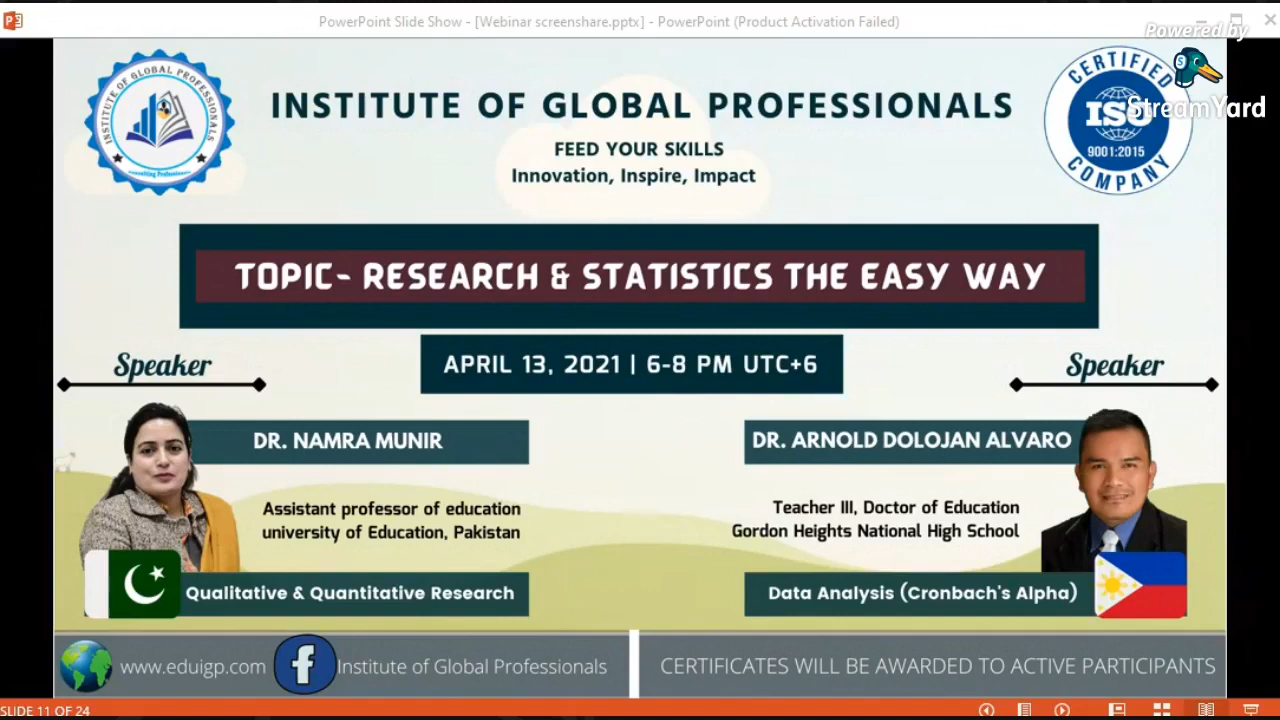 PowerPoint Slide Show - [Webinar screenshare.pptx] - PowerPoint (Product Activation Failed)
Powered by
StreamYard
INSTITUTE OF GLOBAL PROFESSIONALS
INSTITUTE OF GLOBAL PROFESSIONALS
FEED YOUR SKILLS
Innovation, Inspire, Impact
CERTIFIED
ISO
9001:2015
COMPANY
TOPIC- RESEARCH & STATISTICS THE EASY WAY
APRIL 13, 2021 | 6-8 PM UTC+6
Speaker
DR. NAMRA MUNIR
Assistant professor of education
university of Education, Pakistan
Qualitative & Quantitative Research
Speaker
DR. ARNOLD DOLOJAN ALVARO
Teacher III, Doctor of Education
Gordon Heights National High School
Data Analysis (Cronbach's Alpha)
www.eduigp.com
Institute of Global Professionals
CERTIFICATES WILL BE AWARDED TO ACTIVE PARTICIPANTS
SLIDE 11 OF 24